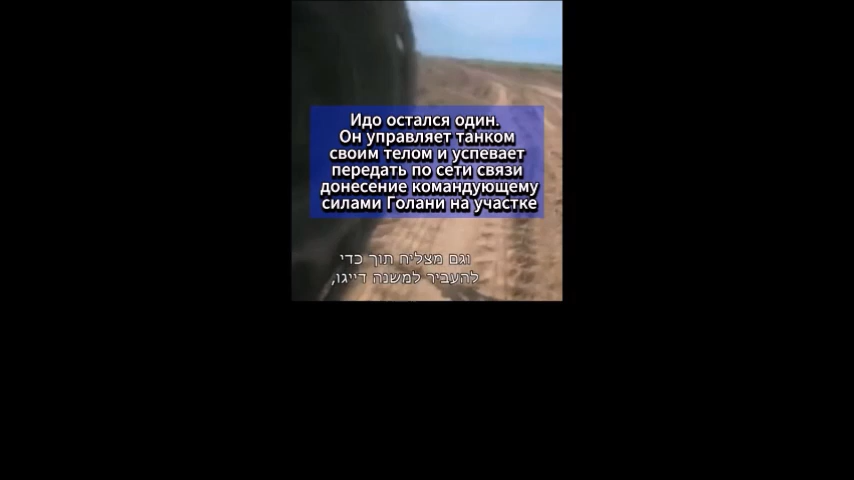 Идо остался один.
Он управляет танком
своим телом и успевает
передать по сети связи
донесение командующему
силами Голани на участке
וגם מצליח תוך כדי
להעביר למשנה דייגו,